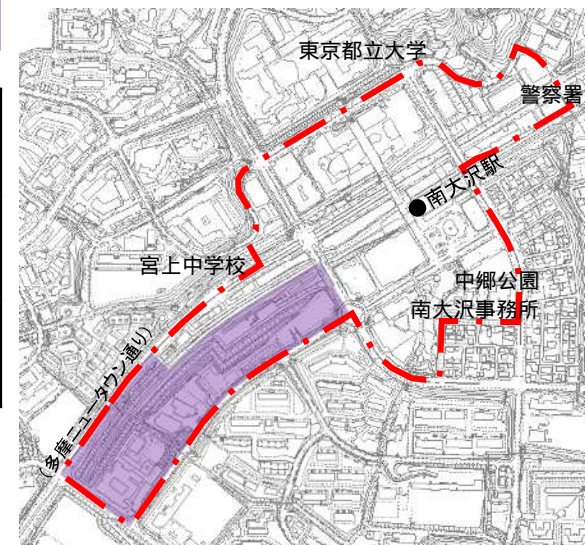 東京都立大学
警察署
南大沢駅
宮上中学校
中郷公園
南大沢事務所
(多摩ニュータウン通り)